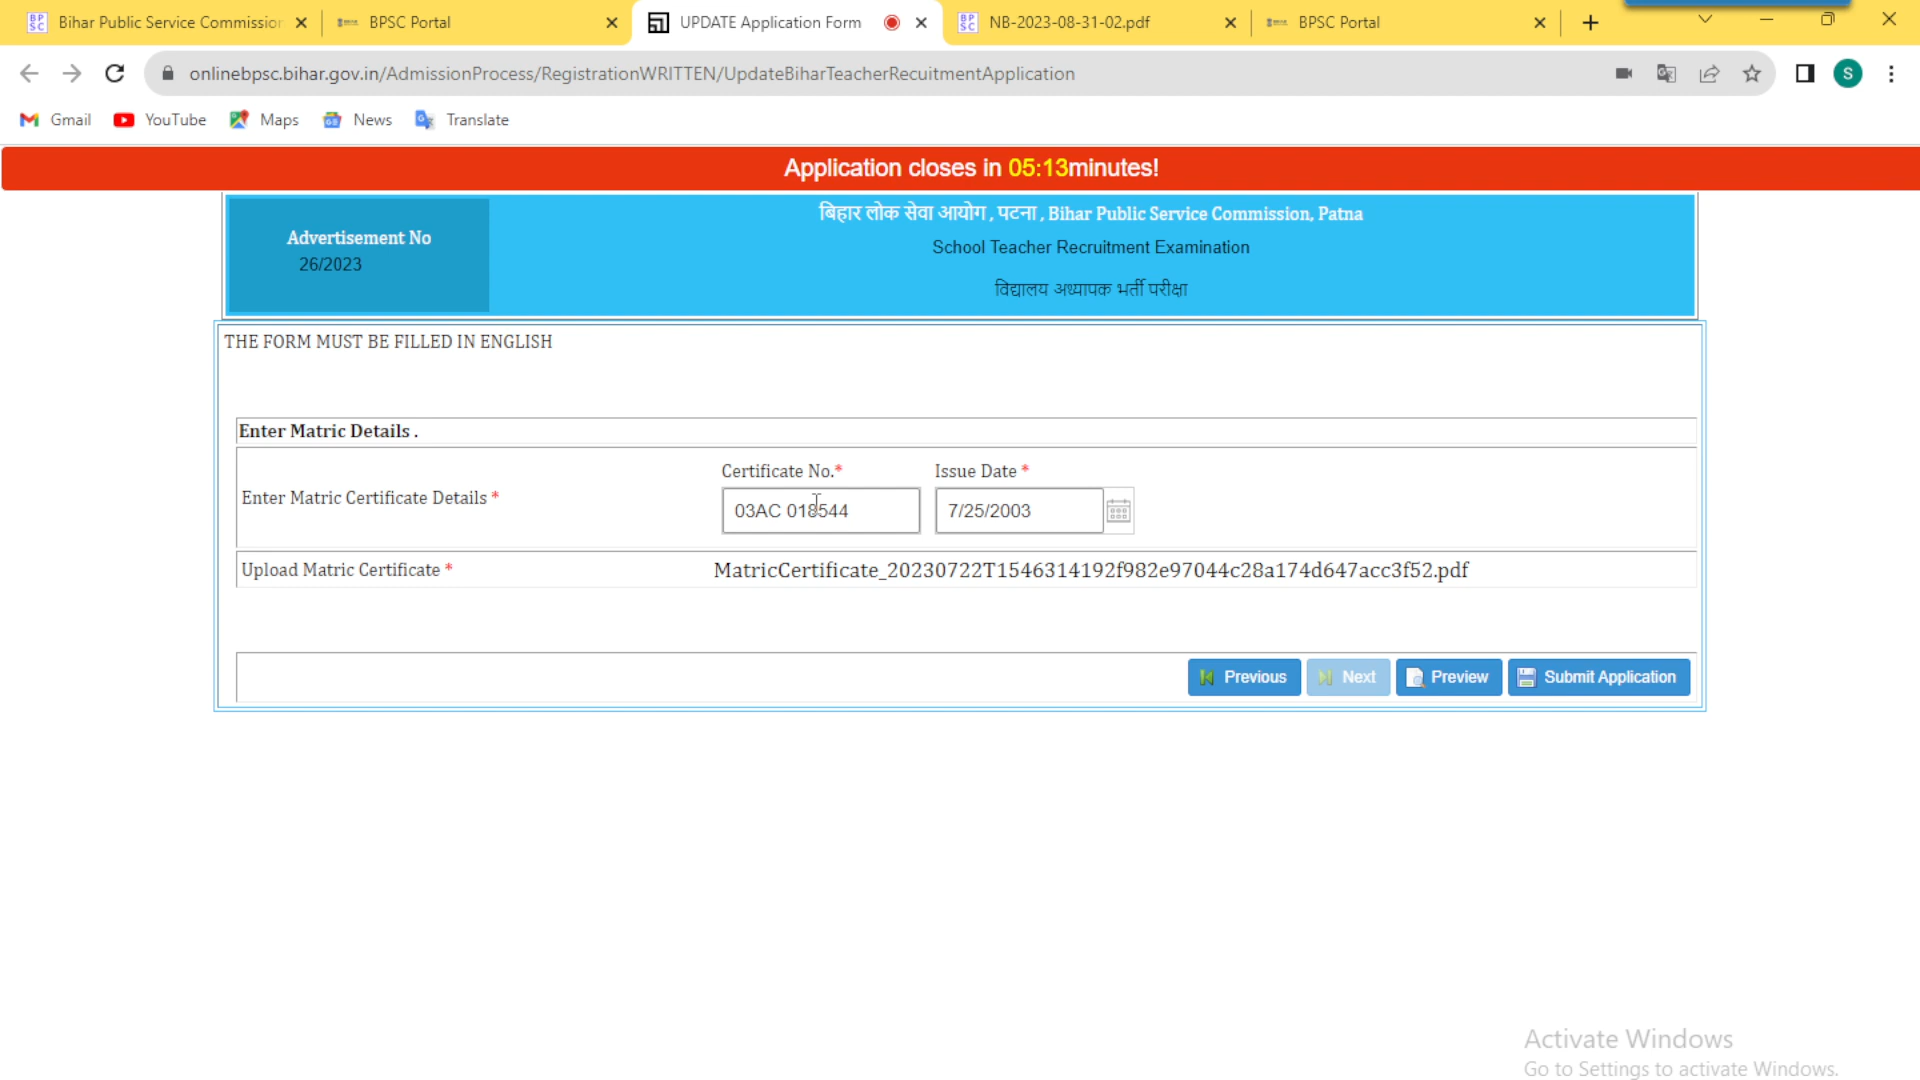 Bihar Public Service Commission
BPSC Portal
UPDATE Application Form
NB-2023-08-31-02.pdf
BPSC Portal
onlinebpsc.bihar.gov.in/AdmissionProcess/RegistrationWRITTEN/UpdateBiharTeacherRecuitmentApplication
S
Gmail
YouTube
Maps
News
Translate
Application closes in 05:13minutes!
Advertisement No
26/2023
बिहार लोक सेवा आयोग , पटना , Bihar Public Service Commission, Patna
School Teacher Recruitment Examination
विद्यालय अध्यापक भर्ती परीक्षा
THE FORM MUST BE FILLED IN ENGLISH
Enter Matric Details .
Certificate No.*
Issue Date *
Enter Matric Certificate Details *
03AC 018544
7/25/2003
Upload Matric Certificate *
MatricCertificate_20230722T1546314192f982e97044c28a174d647acc3f52.pdf
Previous
Next
Preview
Submit Application
Activate Windows
Go to Settings to activate Windows.